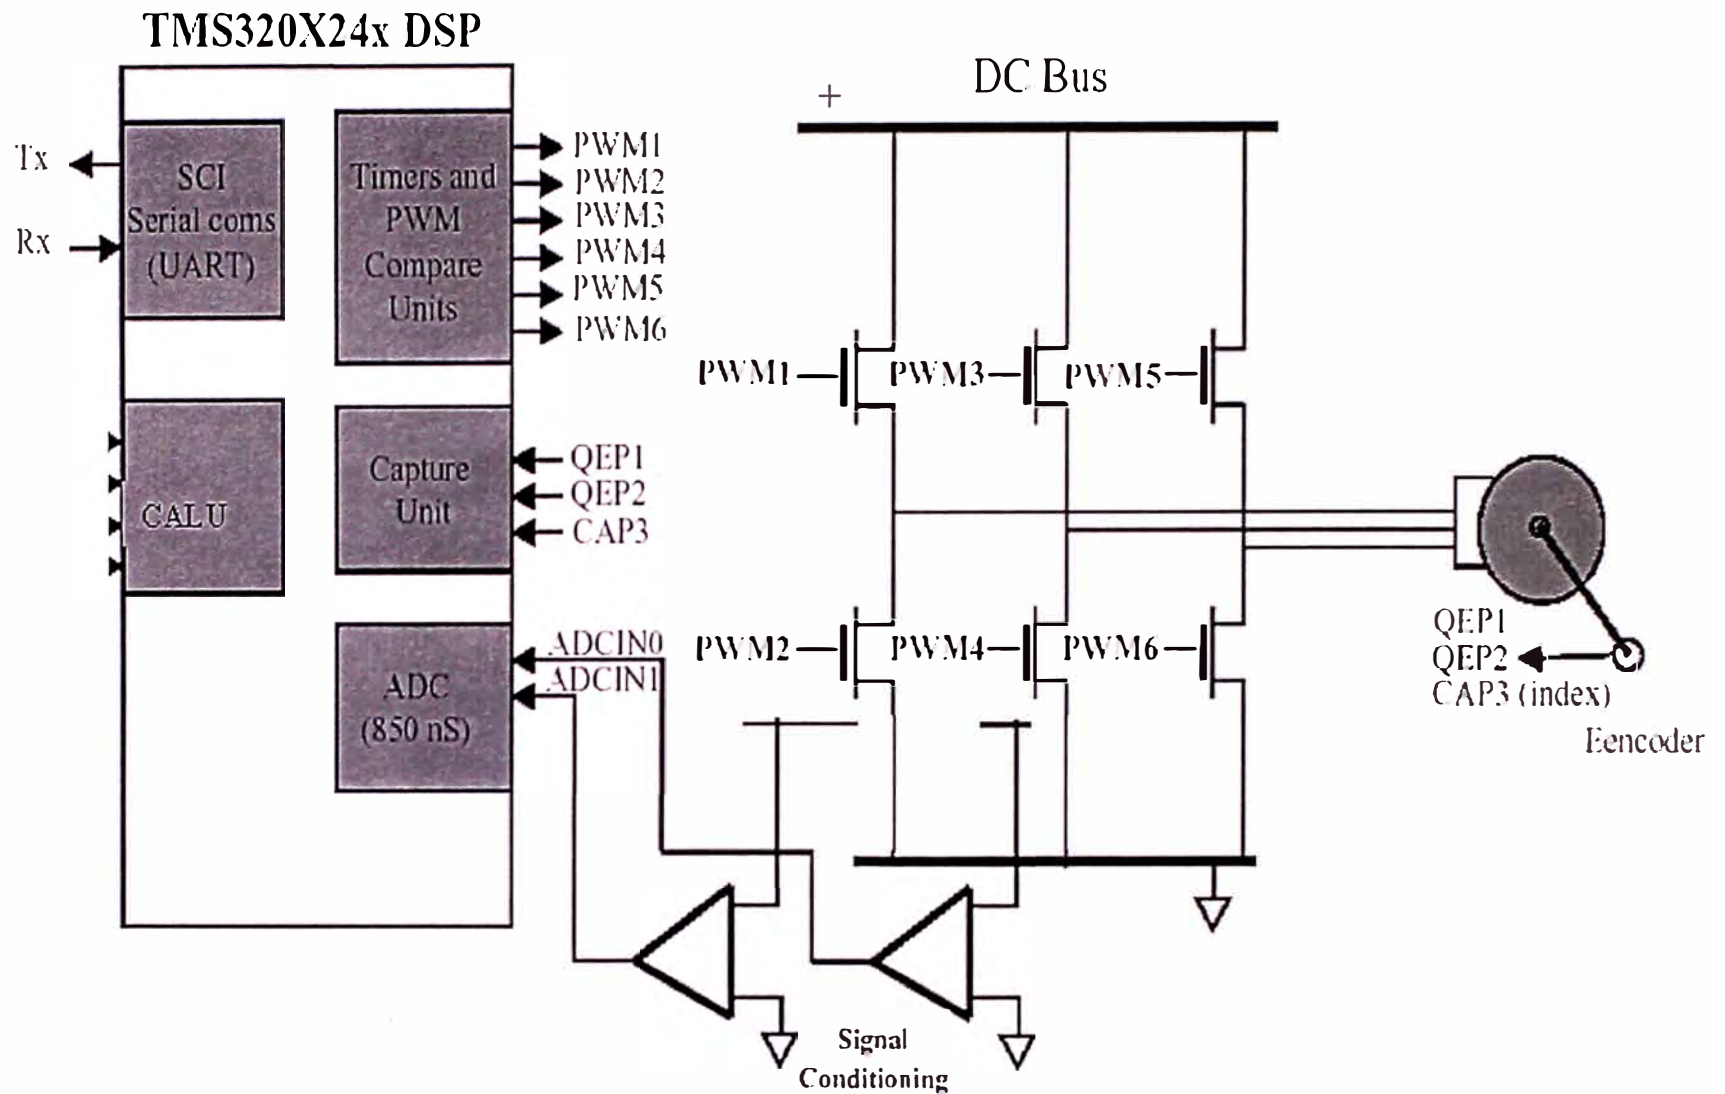 TMS320X24x DSP
Tx
Rx
SCI
Serial coms
(UART)
Timers and
PWM
Compare
Units
PWM1
PWM2
PWM3
PWM4
PWM5
PWM6
CALU
Capture
Unit
QEP1
QEP2
CAP3
ADC
(850 nS)
ADCIN0
ADCIN1
DC Bus
+
PWM1
PWM3
PWM5
PWM2
PWM4
PWM6
QEP1
QEP2
CAP3 (index)
Eencoder
Signal
Conditioning